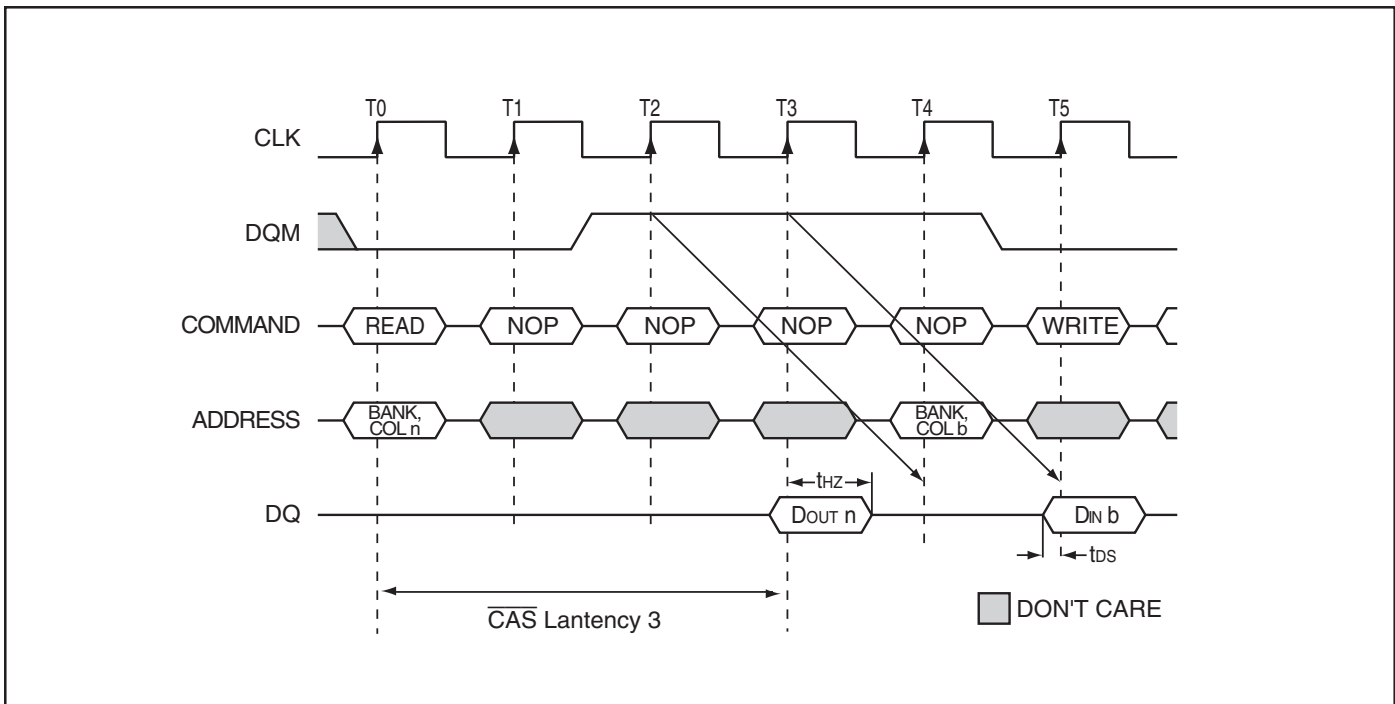 T0 T1 T2 T3 T4 T5
CLK
DQM
COMMAND READ NOP NOP NOP NOP WRITE
ADDRESS BANK, COL n BANK, COL b
tHZ
DQ DOUT n DIN b
tDS
CAS Lantency 3
DON'T CARE